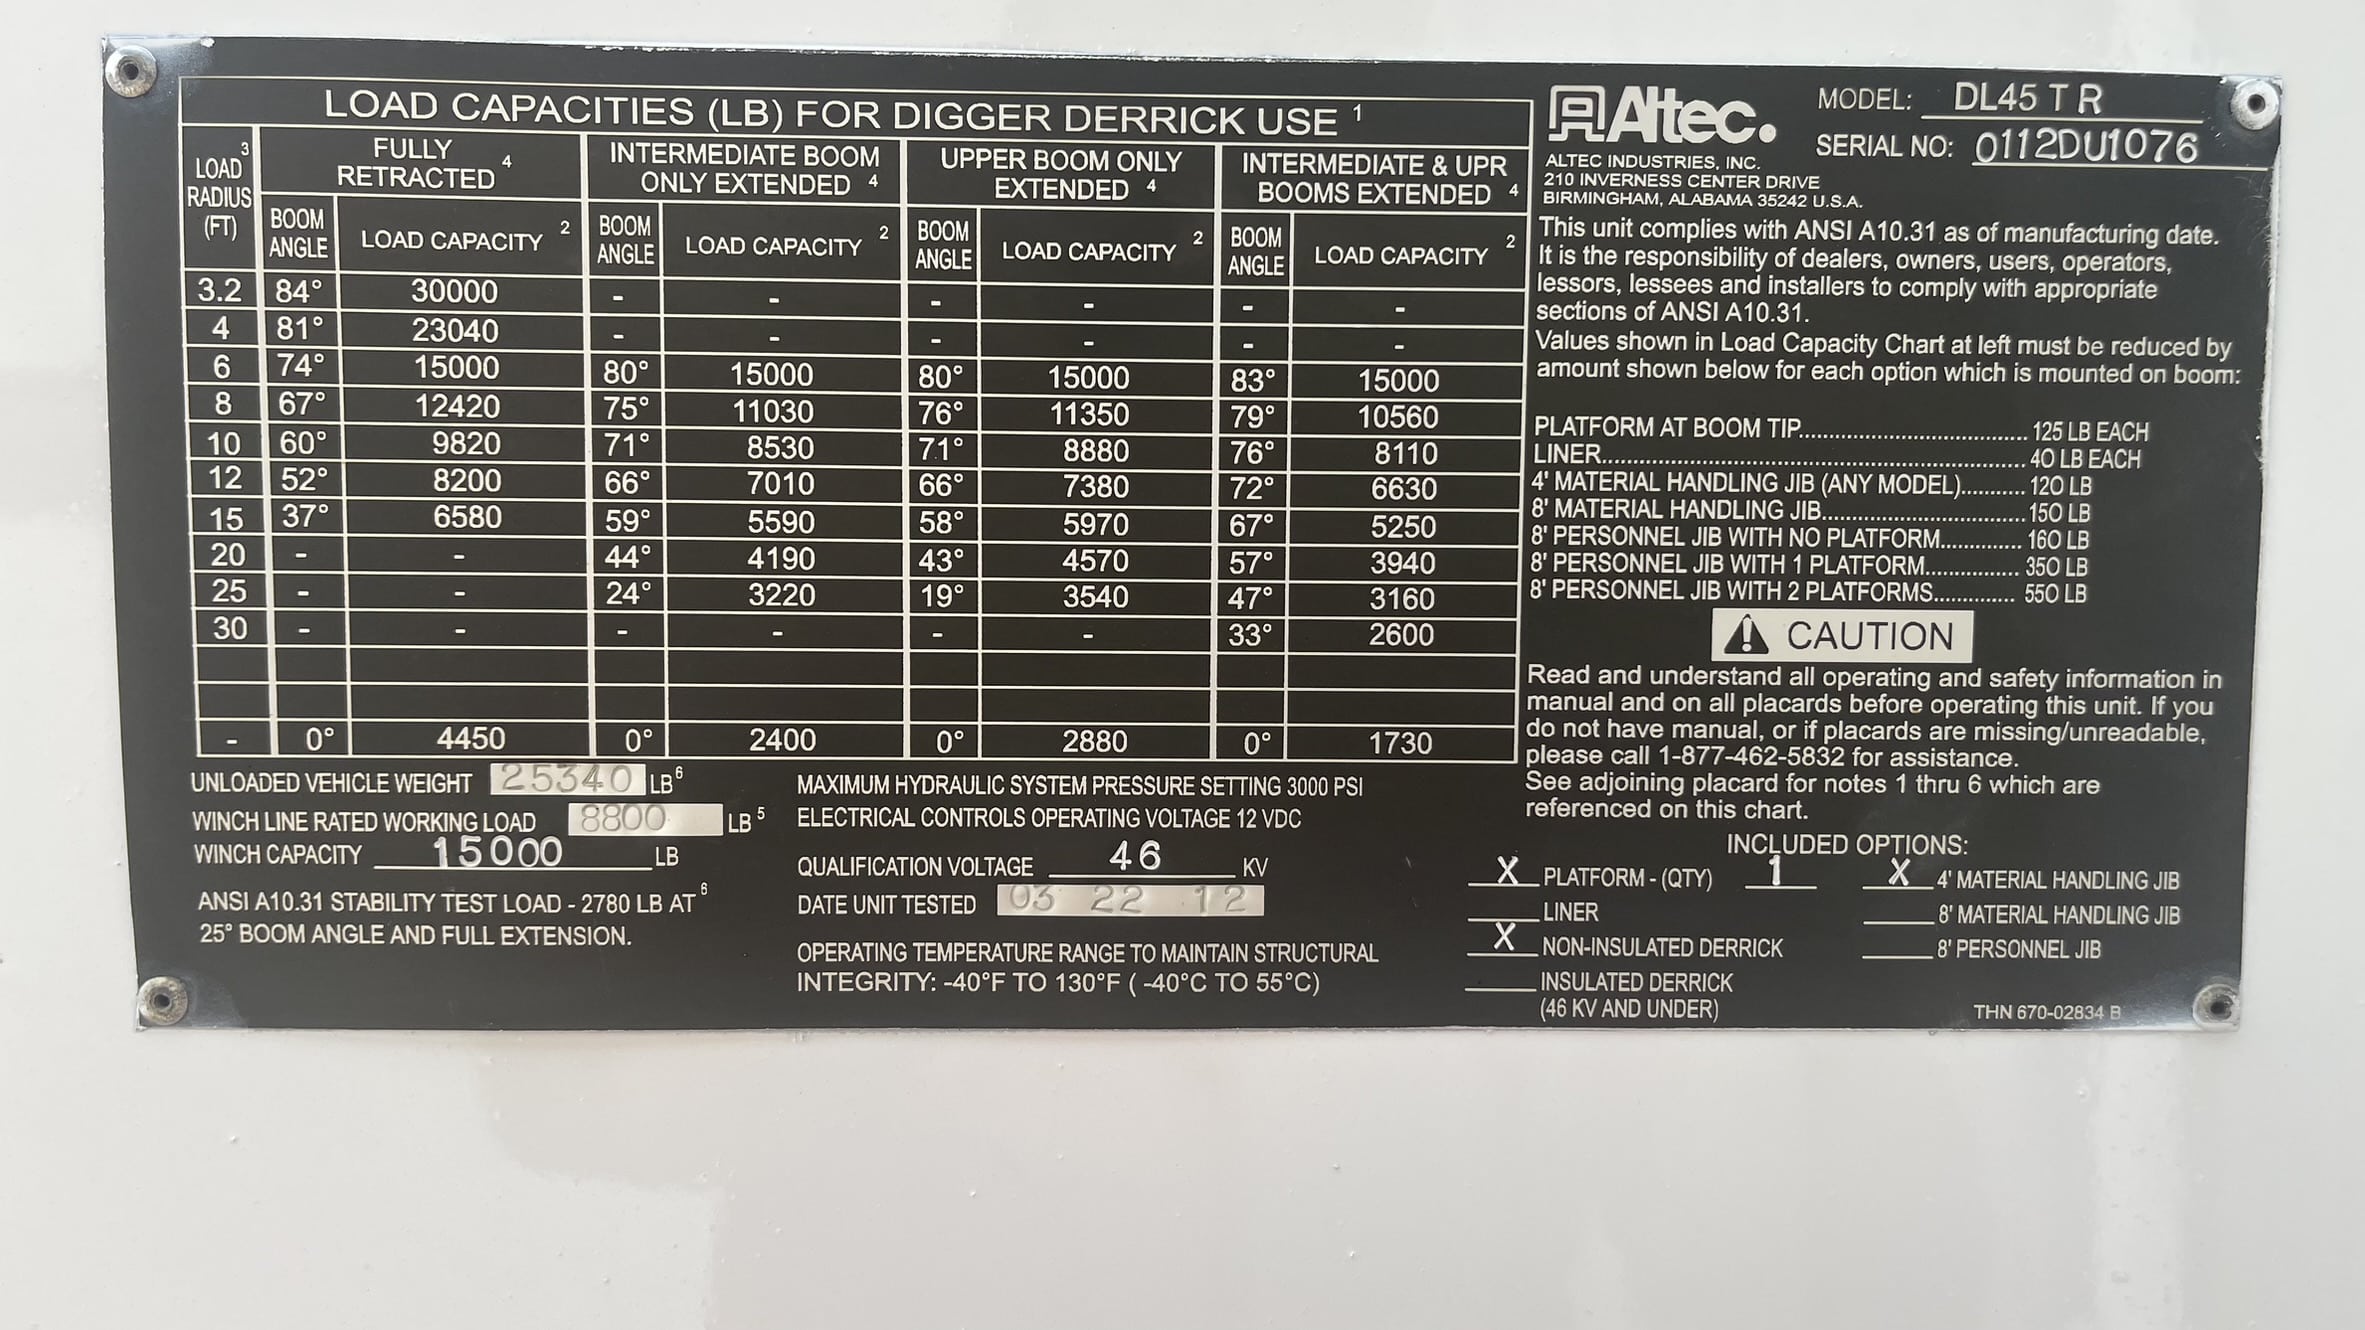 LOAD CAPACITIES (LB) FOR DIGGER DERRICK USE 1
LOAD RADIUS (FT) 3 | FULLY RETRACTED 4 | INTERMEDIATE BOOM ONLY EXTENDED 4 | UPPER BOOM ONLY EXTENDED 4 | INTERMEDIATE & UPR BOOMS EXTENDED 4
BOOM ANGLE | LOAD CAPACITY 2 | BOOM ANGLE | LOAD CAPACITY 2 | BOOM ANGLE | LOAD CAPACITY 2 | BOOM ANGLE | LOAD CAPACITY 2
3.2 | 84° | 30000 | - | - | - | - | - | -
4 | 81° | 23040 | - | - | - | - | - | -
6 | 74° | 15000 | 80° | 15000 | 80° | 15000 | 83° | 15000
8 | 67° | 12420 | 75° | 11030 | 76° | 11350 | 79° | 10560
10 | 60° | 9820 | 71° | 8530 | 71° | 8880 | 76° | 8110
12 | 52° | 8200 | 66° | 7010 | 66° | 7380 | 72° | 6630
15 | 37° | 6580 | 59° | 5590 | 58° | 5970 | 67° | 5250
20 | - | - | 44° | 4190 | 43° | 4570 | 57° | 3940
25 | - | - | 24° | 3220 | 19° | 3540 | 47° | 3160
30 | - | - | - | - | - | - | 33° | 2600
- | 0° | 4450 | 0° | 2400 | 0° | 2880 | 0° | 1730
UNLOADED VEHICLE WEIGHT 25340 LB 6
WINCH LINE RATED WORKING LOAD 8800 LB 5
WINCH CAPACITY 15000 LB
ANSI A10.31 STABILITY TEST LOAD - 2780 LB AT 6
25° BOOM ANGLE AND FULL EXTENSION.
MAXIMUM HYDRAULIC SYSTEM PRESSURE SETTING 3000 PSI
ELECTRICAL CONTROLS OPERATING VOLTAGE 12 VDC
QUALIFICATION VOLTAGE 46 KV
DATE UNIT TESTED 03 22 12
OPERATING TEMPERATURE RANGE TO MAINTAIN STRUCTURAL
INTEGRITY: -40°F TO 130°F ( -40°C TO 55°C)
Altec.
MODEL: DL45 T R
SERIAL NO: 0112DU1076
ALTEC INDUSTRIES, INC.
210 INVERNESS CENTER DRIVE
BIRMINGHAM, ALABAMA 35242 U.S.A.
This unit complies with ANSI A10.31 as of manufacturing date.
It is the responsibility of dealers, owners, users, operators,
lessors, lessees and installers to comply with appropriate
sections of ANSI A10.31.
Values shown in Load Capacity Chart at left must be reduced by
amount shown below for each option which is mounted on boom:
PLATFORM AT BOOM TIP.................................... 125 LB EACH
LINER.................................................................. 40 LB EACH
4' MATERIAL HANDLING JIB (ANY MODEL)........... 120 LB
8' MATERIAL HANDLING JIB................................. 150 LB
8' PERSONNEL JIB WITH NO PLATFORM............. 160 LB
8' PERSONNEL JIB WITH 1 PLATFORM............... 350 LB
8' PERSONNEL JIB WITH 2 PLATFORMS............. 550 LB
CAUTION
Read and understand all operating and safety information in
manual and on all placards before operating this unit. If you
do not have manual, or if placards are missing/unreadable,
please call 1-877-462-5832 for assistance.
See adjoining placard for notes 1 thru 6 which are
referenced on this chart.
INCLUDED OPTIONS:
X PLATFORM - (QTY) 1
X 4' MATERIAL HANDLING JIB
LINER
8' MATERIAL HANDLING JIB
X NON-INSULATED DERRICK
8' PERSONNEL JIB
INSULATED DERRICK
(46 KV AND UNDER)
THN 670-02834 B